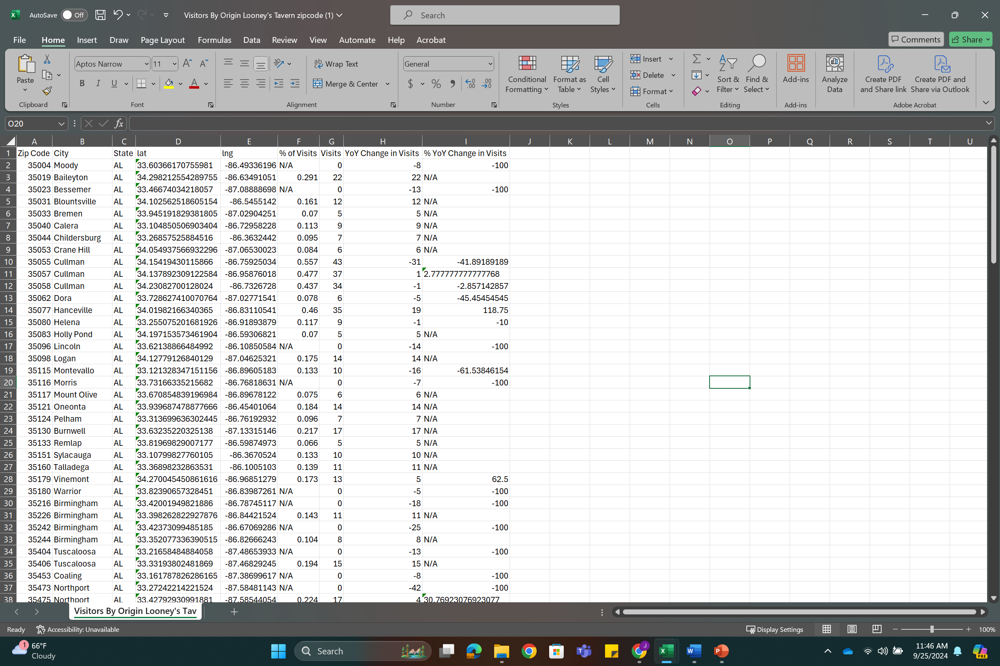 AutoSave Off Visitors By Origin Looney's Tavern zipcode (1) Search
File Home Insert Draw Page Layout Formulas Data Review View Automate Help Acrobat Comments Share
Paste Aptos Narrow 11 Wrap Text General Conditional Formatting Format as Table Cell Styles Insert Sort & Filter Find & Select Add-ins Analyze Data Create PDF and Share link Create PDF and Share via Outlook
B I U Merge & Center $ % Delete
Format
Clipboard Font Alignment Number Styles Cells Editing Add-ins Adobe Acrobat
O20 fx
A B C D E F G H I J K L M N O P Q R S T U
1 Zip Code City State lat lng % of Visits Visits YoY Change in Visits % YoY Change in Visits
2 35004 Moody AL 33.60366170755981 -86.49336196 N/A 0 -8 -100
3 35019 Baileyton AL 34.298212554289755 -86.63491051 0.291 22 22 N/A
4 35023 Bessemer AL 33.46674034218057 -87.08888698 N/A 0 -13 -100
5 35031 Blountsville AL 34.102562518605154 -86.5455142 0.161 12 12 N/A
6 35033 Bremen AL 33.945191829381805 -87.02904251 0.07 5 5 N/A
7 35040 Calera AL 33.104850506903404 -86.72958228 0.113 9 9 N/A
8 35044 Childersburg AL 33.26857525884516 -86.3632442 0.095 7 7 N/A
9 35053 Crane Hill AL 34.054937566932296 -87.06530023 0.084 6 6 N/A
10 35055 Cullman AL 34.15419430115866 -86.75925034 0.557 43 -31 -41.89189189
11 35057 Cullman AL 34.137892309122584 -86.95876018 0.477 37 1 2.777777777777768
12 35058 Cullman AL 34.23082700128024 -86.7326728 0.437 34 -1 -2.857142857
13 35062 Dora AL 33.728627410070764 -87.02771541 0.078 6 -5 -45.45454545
14 35077 Hanceville AL 34.01982166340365 -86.83110541 0.46 35 19 118.75
15 35080 Helena AL 33.255075201681926 -86.91893879 0.117 9 -1 -10
16 35083 Holly Pond AL 34.197153573461904 -86.59306821 0.07 5 5 N/A
17 35096 Lincoln AL 33.62138866484992 -86.10850584 N/A 0 -14 -100
18 35098 Logan AL 34.12779126840129 -87.04625321 0.175 14 14 N/A
19 35115 Montevallo AL 33.121328347151156 -86.89605183 0.133 10 -16 -61.53846154
20 35116 Morris AL 33.73166335215682 -86.76818631 N/A 0 -7 -100
21 35117 Mount Olive AL 33.670854839196984 -86.89678122 0.075 6 6 N/A
22 35121 Oneonta AL 33.939687478877666 -86.45401064 0.184 14 14 N/A
23 35124 Pelham AL 33.313699636302445 -86.76192932 0.096 7 7 N/A
24 35130 Burnwell AL 33.63235220325138 -87.13315146 0.217 17 17 N/A
25 35133 Remlap AL 33.81969829007177 -86.59874973 0.066 5 5 N/A
26 35151 Sylacauga AL 33.10799827760105 -86.3670524 0.133 10 10 N/A
27 35160 Talladega AL 33.36898232863531 -86.1005103 0.139 11 11 N/A
28 35179 Vinemont AL 34.270045450861616 -86.96851279 0.173 13 5 62.5
29 35180 Warrior AL 33.82390657328451 -86.83987261 N/A 0 -5 -100
30 35216 Birmingham AL 33.42001949821886 -86.78745117 N/A 0 -18 -100
31 35226 Birmingham AL 33.398262822927876 -86.84421524 0.143 11 11 N/A
32 35242 Birmingham AL 33.42373099485185 -86.67069286 N/A 0 -25 -100
33 35244 Birmingham AL 33.352077336390515 -86.82666243 0.104 8 8 N/A
34 35404 Tuscaloosa AL 33.21658484884058 -87.48653933 N/A 0 -13 -100
35 35406 Tuscaloosa AL 33.33193802481869 -87.46829245 0.194 15 15 N/A
36 35453 Coaling AL 33.161787826286165 -87.38699617 N/A 0 -8 -100
37 35473 Northport AL 33.27242214221524 -87.58481143 N/A 0 -42 -100
38 35475 Northport AL 33.42792930991881 -87.58544054 0.224 17 4 30.76923076923077
Visitors By Origin Looney's Tav
Ready Accessibility: Unavailable Display Settings 100%
1 66°F Search 11:46 AM
Cloudy 9/25/2024 PRE